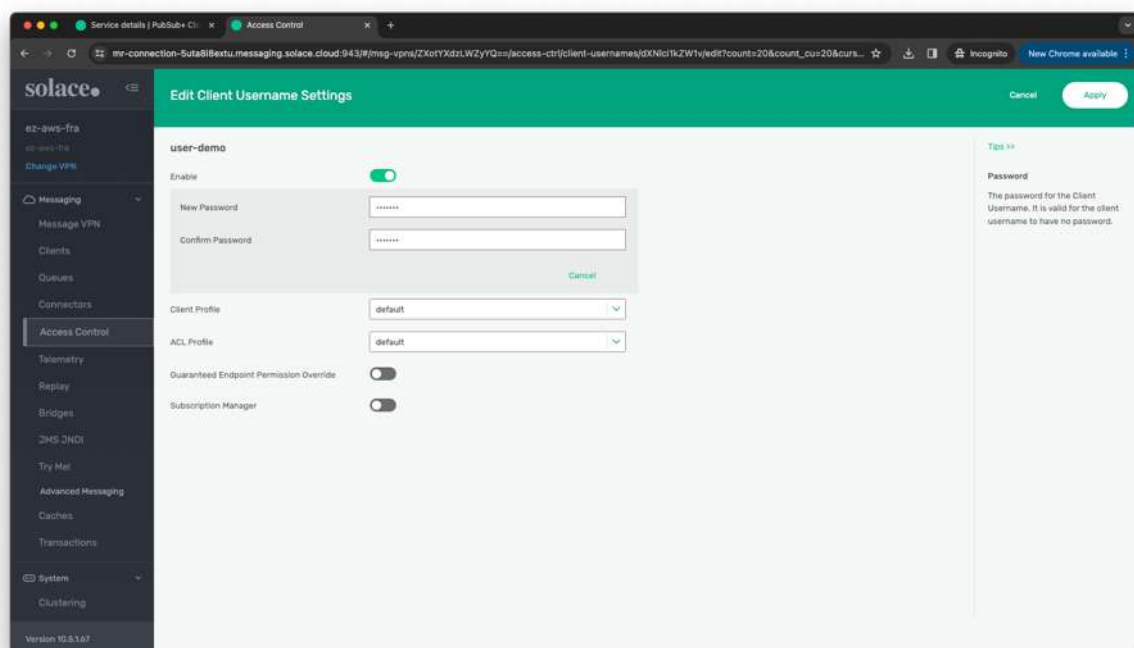 Service details | PubSub+ Clo
Access Control
mr-connection-5uta8i8extu.messaging.solace.cloud:943/#/msg-vpns/ZXotYXdzLWZyYQ==/access-ctrl/client-usernames/dXNlci1kZW1v/edit?count=20&count_cu=20&curs...
Incognito
New Chrome available
solace
Edit Client Username Settings
Cancel
Apply
ez-aws-fra
ez-aws-fra
Change VPN
user-demo
Tips >>
Enable
Password
The password for the Client
Username. It is valid for the client
username to have no password.
New Password
•••••••
Confirm Password
•••••••
Cancel
Client Profile
default
ACL Profile
default
Guaranteed Endpoint Permission Override
Subscription Manager
Messaging
Message VPN
Clients
Queues
Connectors
Access Control
Telemetry
Replay
Bridges
JMS JNDI
Try Me!
Advanced Messaging
Caches
Transactions
System
Clustering
Version 10.5.1.67